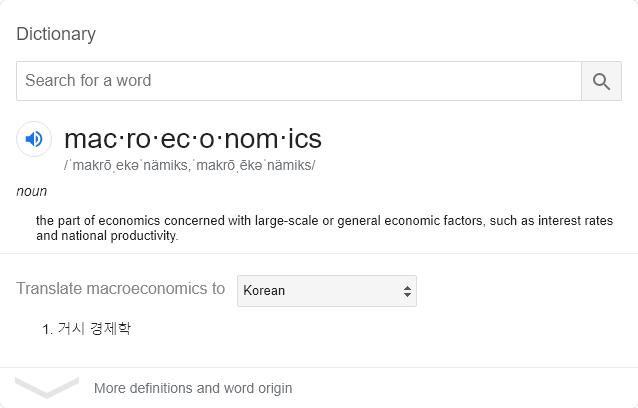 Dictionary
Search for a word
mac·ro·ec·o·nom·ics
/ˈmakrōˌekəˈnämiks,ˈmakrōˌēkəˈnämiks/
noun
the part of economics concerned with large-scale or general economic factors, such as interest rates
and national productivity.
Translate macroeconomics to Korean
1. 거시 경제학
More definitions and word origin